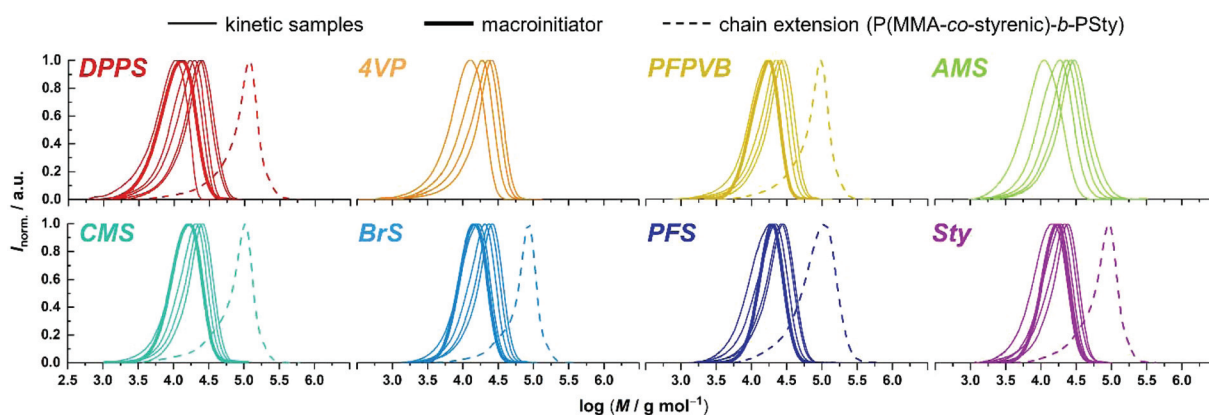 kinetic samples macroinitiator chain extension (P(MMA-co-styrenic)-b-PSty)
1.0 DPPS 4VP PFPVB AMS
0.8
0.6
0.4
0.2
0.0
1.0 CMS BrS PFS Sty
0.8
0.6
0.4
0.2
0.0
I norm. / a.u.
2.5 3.0 3.5 4.0 4.5 5.0 5.5 6.0 3.0 3.5 4.0 4.5 5.0 5.5 6.0 3.0 3.5 4.0 4.5 5.0 5.5 6.0 3.0 3.5 4.0 4.5 5.0 5.5 6.0
log (M / g mol⁻¹)